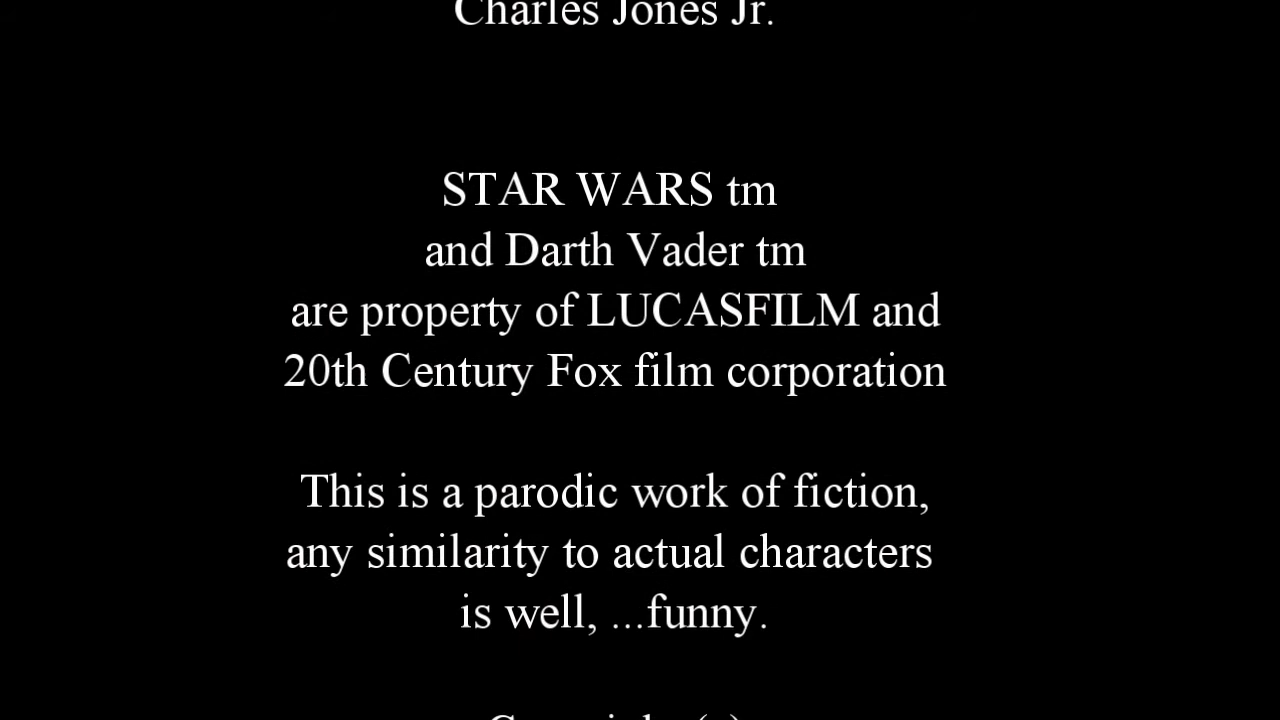 Charles Jones Jr.
STAR WARS tm
and Darth Vader tm
are property of LUCASFILM and
20th Century Fox film corporation
This is a parodic work of fiction,
any similarity to actual characters
is well, ...funny.